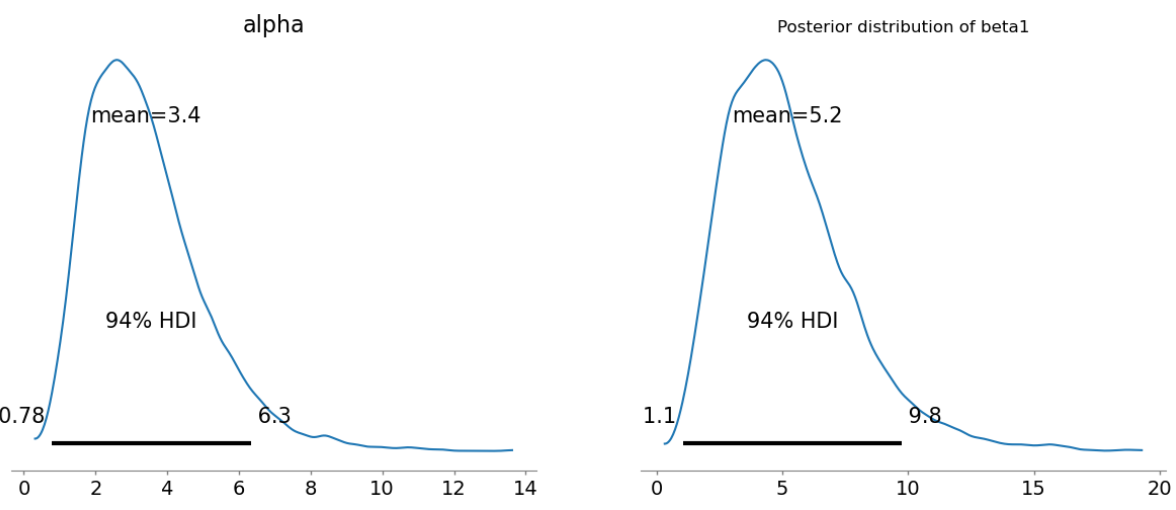 alpha
mean=3.4
94% HDI
0.78
6.3
0 2 4 6 8 10 12 14
Posterior distribution of beta1
mean=5.2
94% HDI
1.1
9.8
0 5 10 15 20